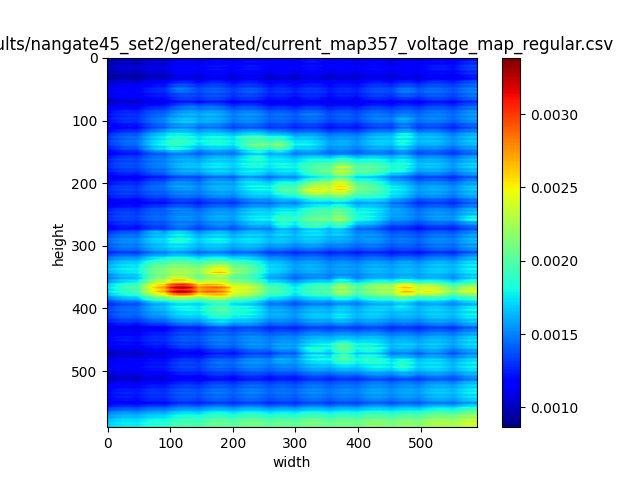 ults/nangate45_set2/generated/current_map357_voltage_map_regular.csv
0
100
200
300
400
500
height
0 100 200 300 400 500
width
0.0030
0.0025
0.0020
0.0015
0.0010